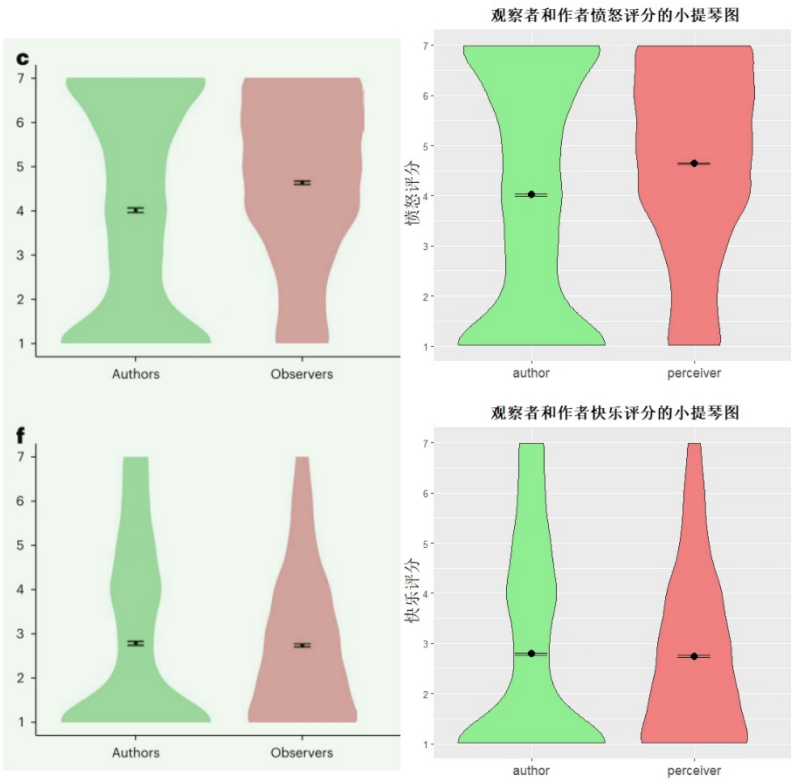 c
7
6
5
4
3
2
1
Authors
Observers
观察者和作者愤怒评分的小提琴图
愤怒评分
7
6
5
4
3
2
1
author
perceiver
f
7
6
5
4
3
2
1
Authors
Observers
观察者和作者快乐评分的小提琴图
快乐评分
7
6
5
4
3
2
1
author
perceiver